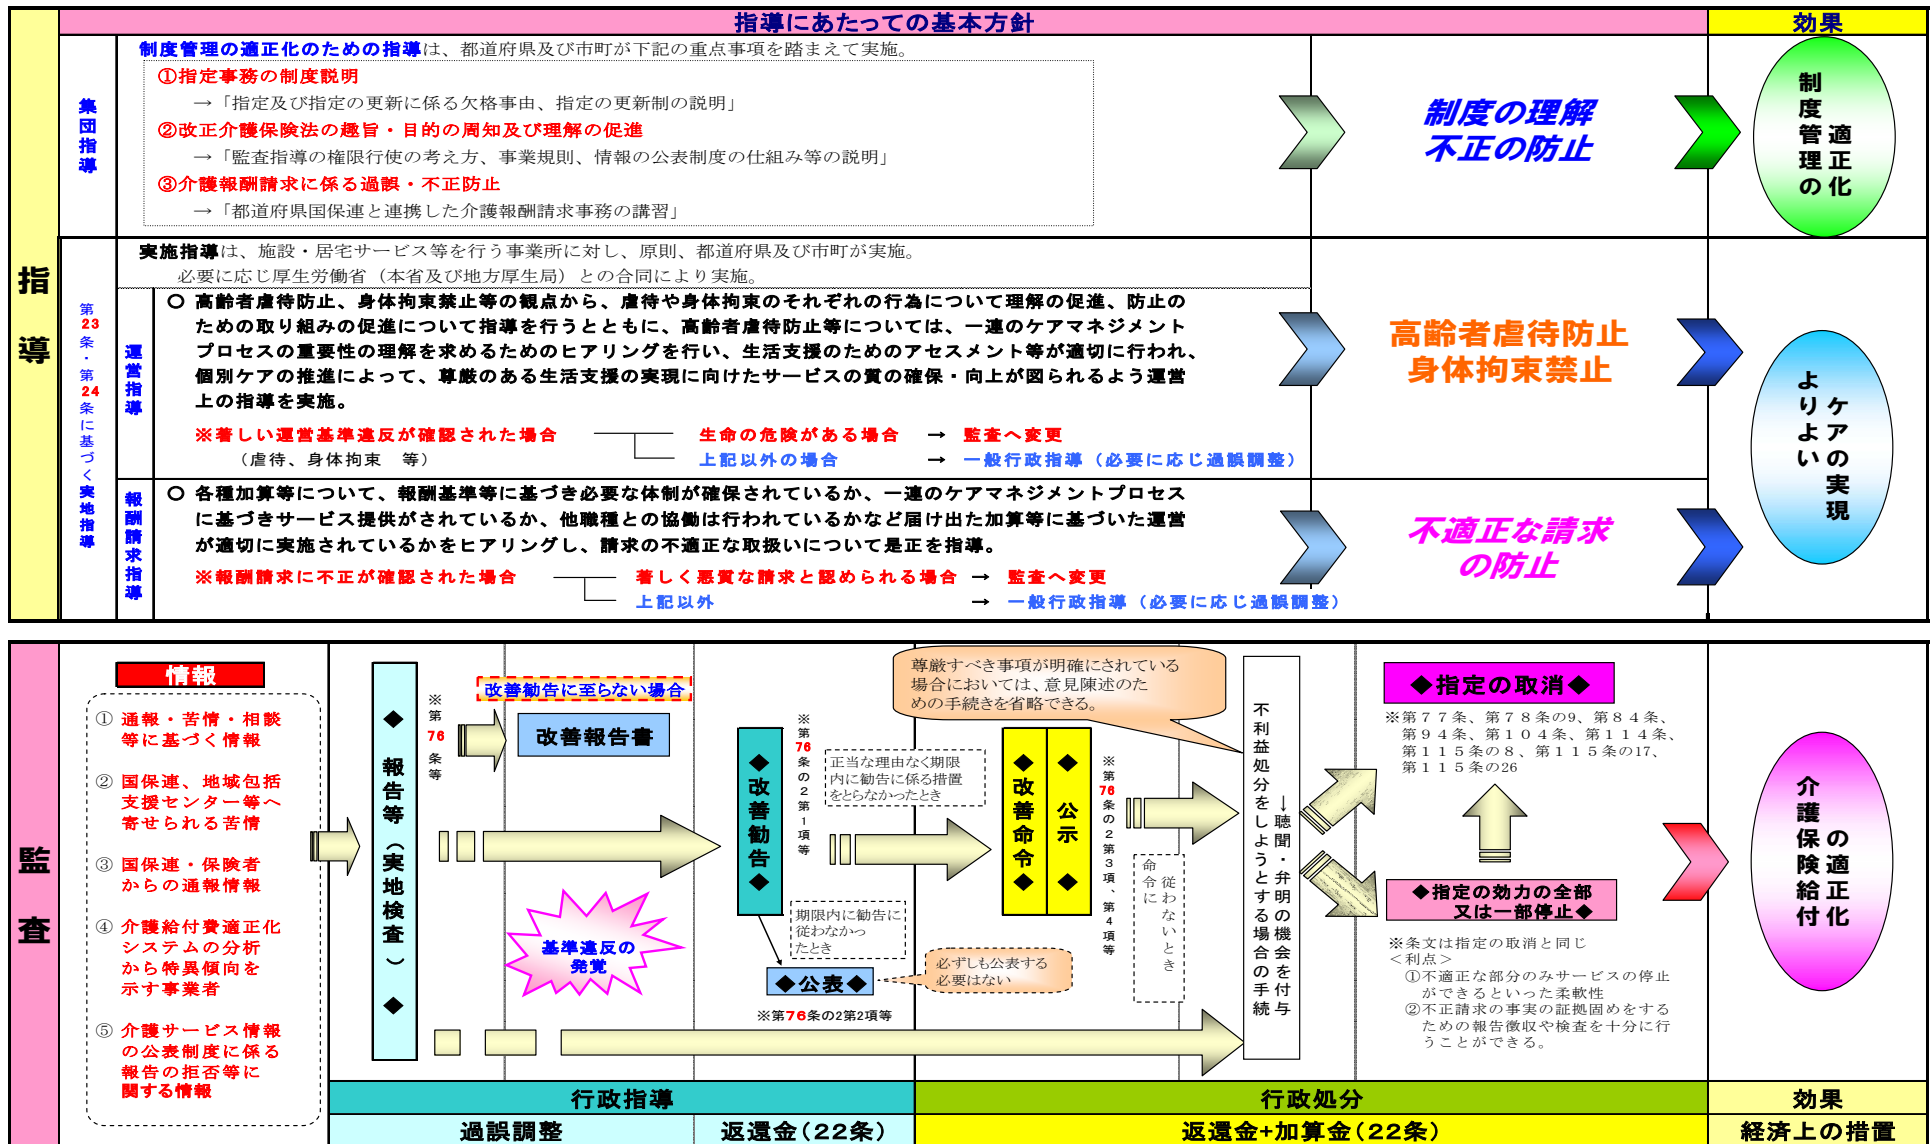 指導にあたっての基本方針
効果
指導
集団指導
制度管理の適正化のための指導は、都道府県及び市町が下記の重点事項を踏まえて実施。
①指定事務の制度説明
→「指定及び指定の更新に係る欠格事由、指定の更新制の説明」
②改正介護保険法の趣旨・目的の周知及び理解の促進
→「監査指導の権限行使の考え方、事業規則、情報の公表制度の仕組み等の説明」
③介護報酬請求に係る過誤・不正防止
→「都道府県国保連と連携した介護報酬請求事務の講習」
制度の理解
不正の防止
制度管理の
適正化
第23条・第24条に基づく実地指導
実施指導は、施設・居宅サービス等を行う事業所に対し、原則、都道府県及び市町が実施。
必要に応じ厚生労働省（本省及び地方厚生局）との合同により実施。
運営指導
○ 高齢者虐待防止、身体拘束禁止等の観点から、虐待や身体拘束のそれぞれの行為について理解の促進、防止の
ための取り組みの促進について指導を行うとともに、高齢者虐待防止等については、一連のケアマネジメント
プロセスの重要性の理解を求めるためのヒアリングを行い、生活支援のためのアセスメント等が適切に行われ、
個別ケアの推進によって、尊厳のある生活支援の実現に向けたサービスの質の確保・向上が図られるよう運営
上の指導を実施。
※著しい運営基準違反が確認された場合
（虐待、身体拘束　等）
生命の危険がある場合 → 監査へ変更
上記以外の場合 → 一般行政指導（必要に応じ過誤調整）
高齢者虐待防止
身体拘束禁止
よりよい
ケアの実現
報酬請求指導
○ 各種加算等について、報酬基準等に基づき必要な体制が確保されているか、一連のケアマネジメントプロセス
に基づきサービス提供がされているか、他職種との協働は行われているかなど届け出た加算等に基づいた運営
が適切に実施されているかをヒアリングし、請求の不適正な取扱いについて是正を指導。
※報酬請求に不正が確認された場合
著しく悪質な請求と認められる場合 → 監査へ変更
上記以外 → 一般行政指導（必要に応じ過誤調整）
不適正な請求
の防止
監査
情報
① 通報・苦情・相談
等に基づく情報
② 国保連、地域包括
支援センター等へ
寄せられる苦情
③ 国保連・保険者
からの通報情報
④ 介護給付費適正化
システムの分析
から特異傾向を
示す事業者
⑤ 介護サービス情報
の公表制度に係る
報告の拒否等に
関する情報
◆報告等（実地検査）◆
※第76条等
改善勧告に至らない場合
改善報告書
基準違反の
発覚
◆改善勧告◆
※第76条の2第1項等
正当な理由なく期限
内に勧告に係る措置
をとらなかったとき
期限内に勧告に
従わなかっ
たとき
◆公表◆
※第76条の2第2項等
必ずしも公表する
必要はない
◆改善命令◆
◆公示◆
※第76条の2第3項、第4項等
命令に
従わないとき
尊厳すべき事項が明確にされている
場合においては、意見陳述のた
めの手続きを省略できる。
不利益処分をしようとする場合の手続
→聴聞・弁明の機会を付与
◆指定の取消◆
※第７７条、第７８条の9、第８４条、
第９４条、第１０４条、第１１４条、
第１１５条の８、第１１５条の17、
第１１５条の26
◆指定の効力の全部
又は一部停止◆
※条文は指定の取消と同じ
＜利点＞
①不適正な部分のみサービスの停止
ができるといった柔軟性
②不正請求の事実の証拠固めをする
ための報告徴収や検査を十分に行
うことができる。
介護保険給付
の適正化
行政指導
行政処分
効果
過誤調整
返還金（22条）
返還金+加算金（22条）
経済上の措置